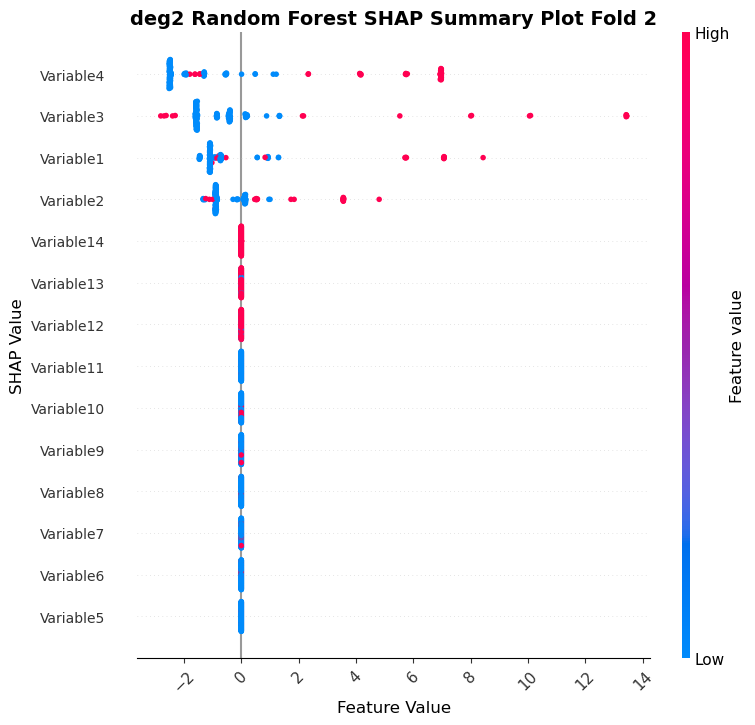 deg2 Random Forest SHAP Summary Plot Fold 2
High
Variable4
Variable3
Variable1
Variable2
Variable14
Variable13
Variable12
Variable11
Variable10
Variable9
Variable8
Variable7
Variable6
Variable5
SHAP Value
Feature value
Low
−2 0 2 4 6 8 10 12 14
Feature Value